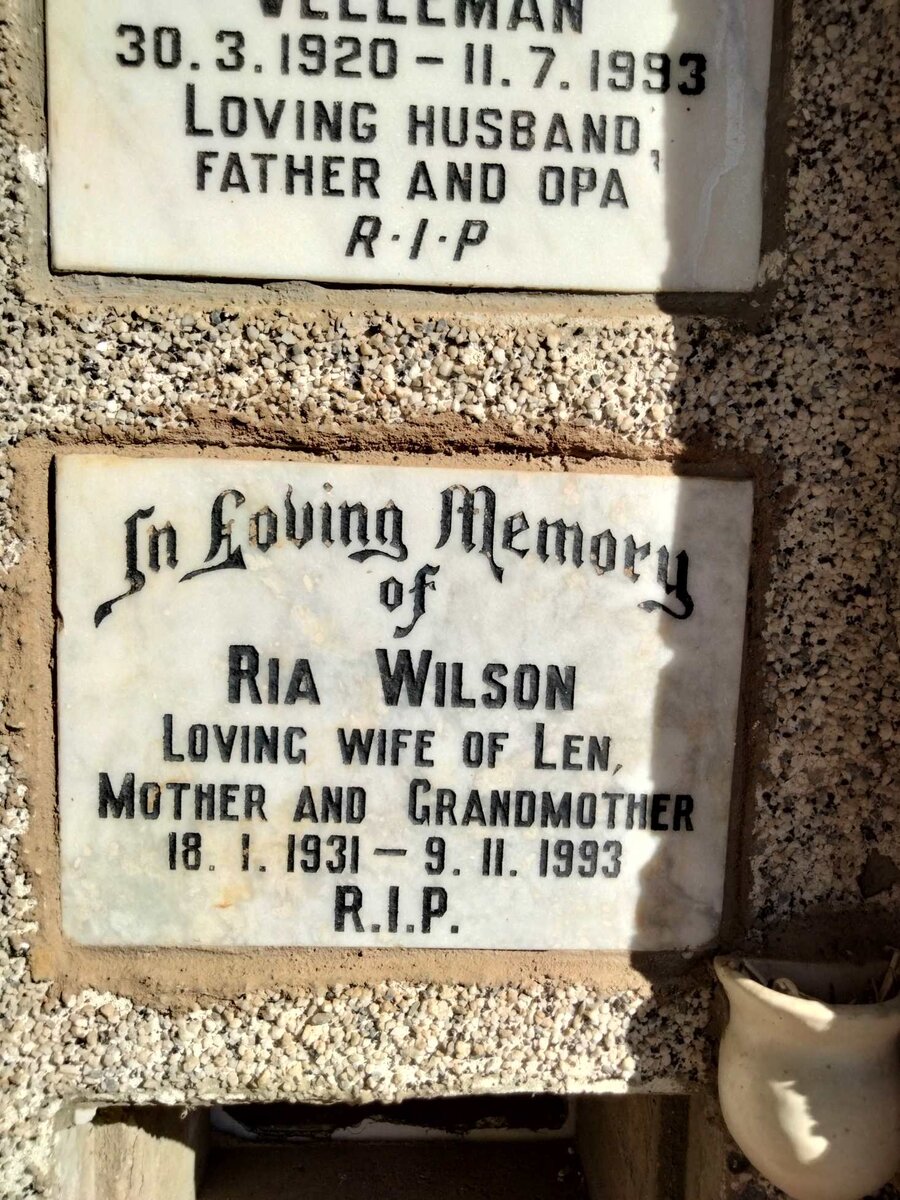 VELLEMAN
30.3.1920 – 11.7.1993
LOVING HUSBAND,
FATHER AND OPA
R·I·P
In Loving Memory
of
RIA WILSON
LOVING WIFE OF LEN,
MOTHER AND GRANDMOTHER
18. 1. 1931 – 9. 11. 1993
R.I.P.